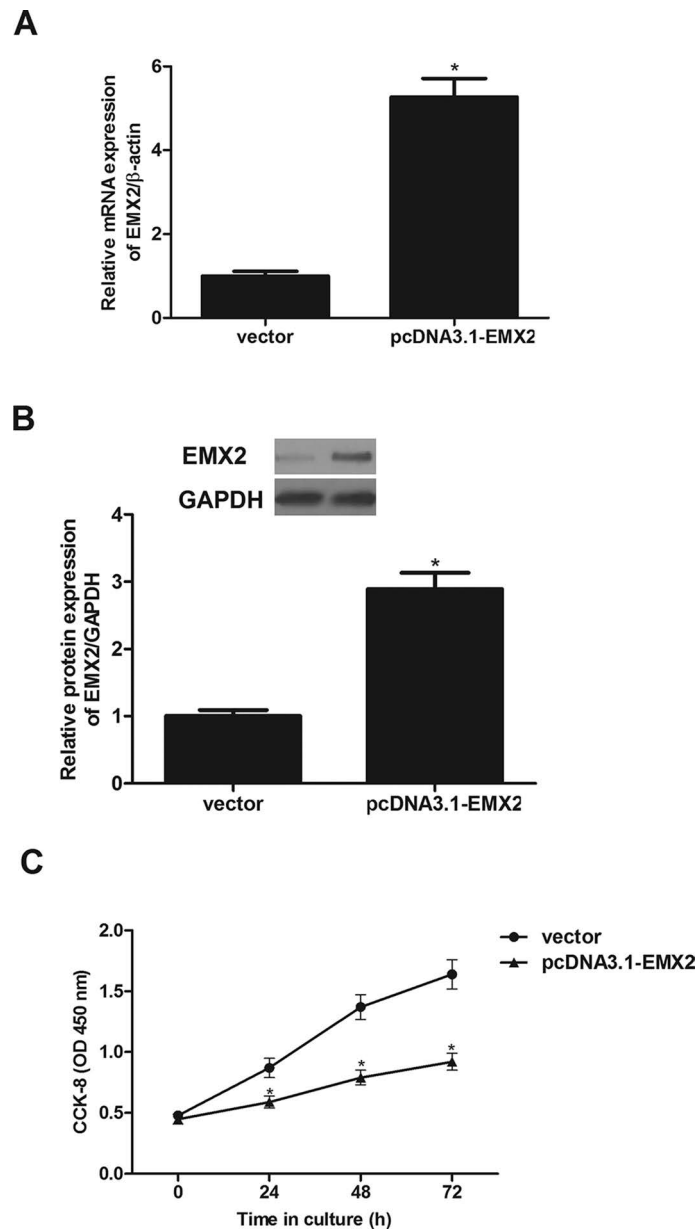 A
Relative mRNA expression
of EMX2/β-actin
6
4
2
0
*
vector
pcDNA3.1-EMX2
B
EMX2
GAPDH
Relative protein expression
of EMX2/GAPDH
4
3
2
1
0
*
vector
pcDNA3.1-EMX2
C
CCK-8 (OD 450 nm)
2.0
1.5
1.0
0.5
0.0
*
*
*
0
24
48
72
Time in culture (h)
vector
pcDNA3.1-EMX2